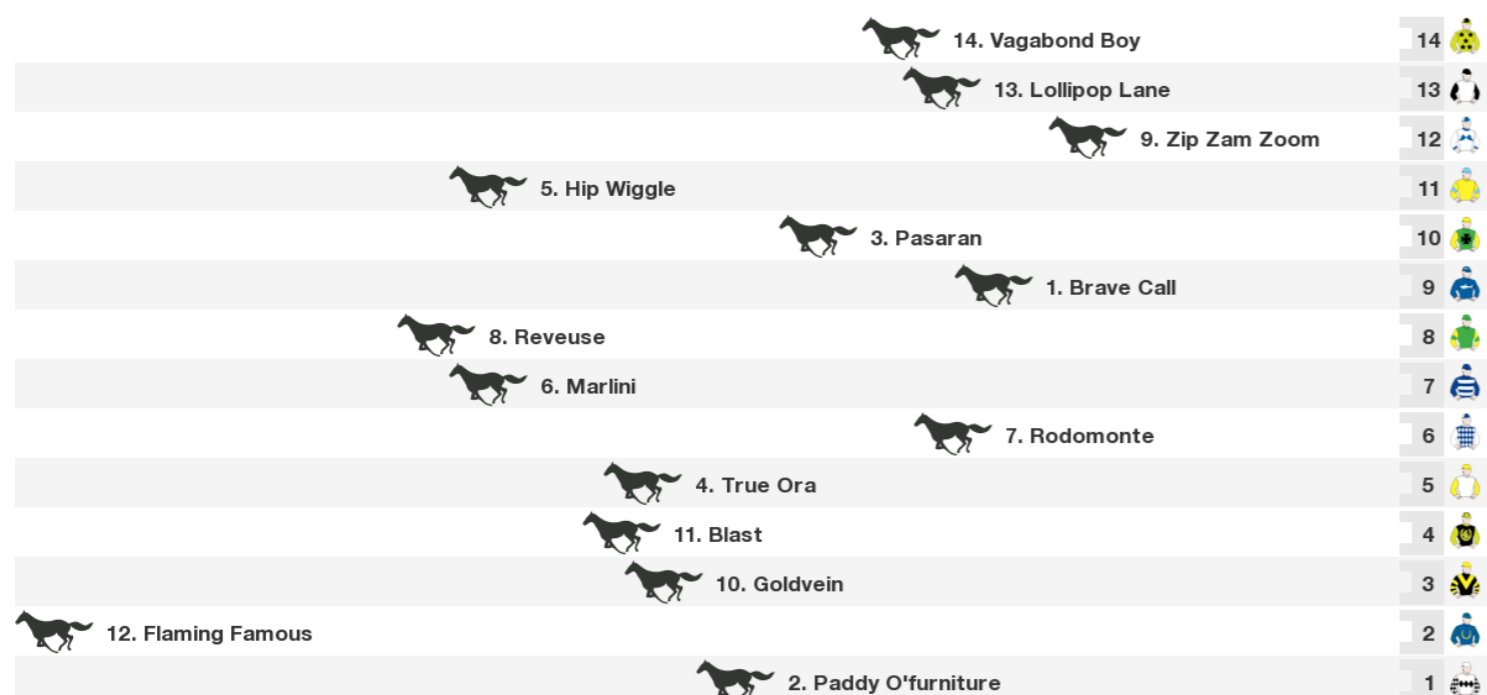 14. Vagabond Boy 14
13. Lollipop Lane 13
9. Zip Zam Zoom 12
5. Hip Wiggle 11
3. Pasaran 10
1. Brave Call 9
8. Reveuse 8
6. Marlini 7
7. Rodomonte 6
4. True Ora 5
11. Blast 4
10. Goldvein 3
12. Flaming Famous 2
2. Paddy O'furniture 1